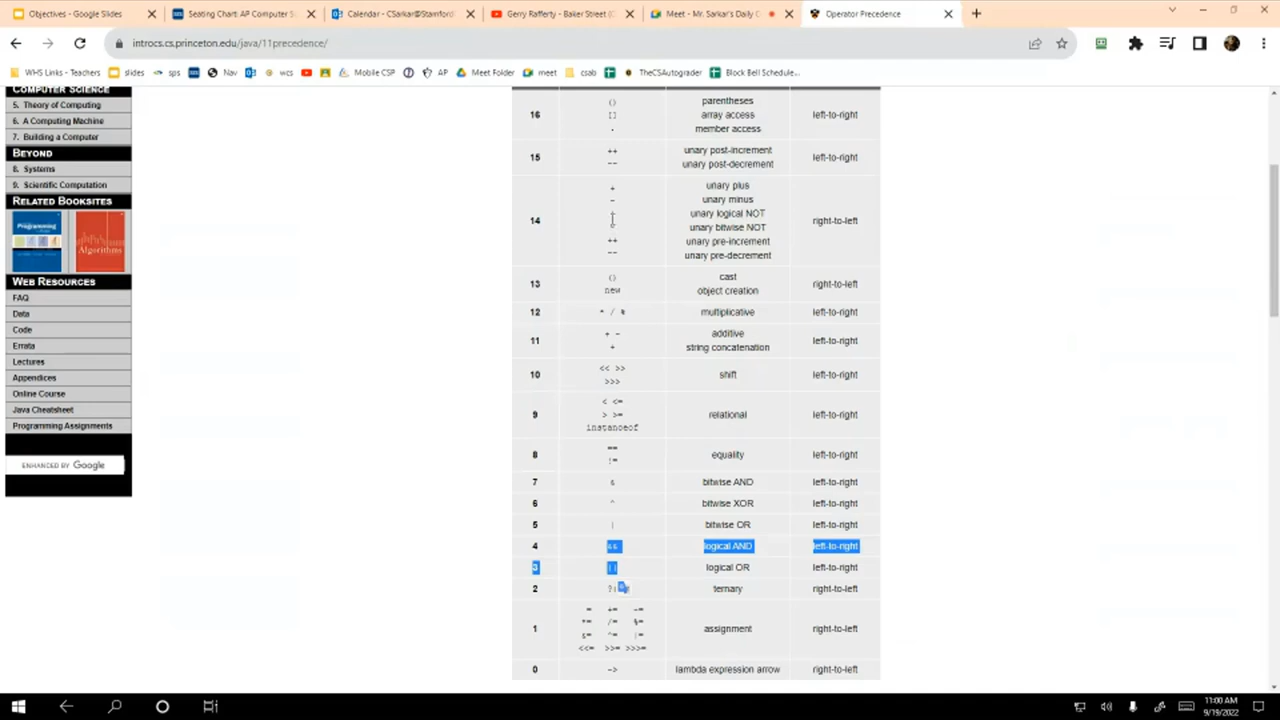 Objectives - Google Slides
Seating Chart: AP Computer S
Calendar - CSarkar@Stamford
Gerry Rafferty - Baker Street (
Meet - Mr. Sarkar's Daily C
Operator Precedence
introcs.cs.princeton.edu/java/11precedence/
WHS Links - Teachers
slides
sps
Nav
wcs
Mobile CSP
AP
Meet Folder
meet
csab
TheCSAutograder
Block Bell Schedule...
COMPUTER SCIENCE
5. Theory of Computing
6. A Computing Machine
7. Building a Computer
BEYOND
8. Systems
9. Scientific Computation
RELATED BOOKSITES
Programming
Algorithms
WEB RESOURCES
FAQ
Data
Code
Errata
Lectures
Appendices
Online Course
Java Cheatsheet
Programming Assignments
ENHANCED BY Google
() parentheses
16 [] array access left-to-right
. member access
++ unary post-increment
15 left-to-right
-- unary post-decrement
+ unary plus
- unary minus
unary logical NOT
14 right-to-left
unary bitwise NOT
++ unary pre-increment
-- unary pre-decrement
() cast
13 right-to-left
new object creation
12 * / % multiplicative left-to-right
+ - additive
11 left-to-right
+ string concatenation
<< >>
10 shift left-to-right
>>>
< <=
9 > >= relational left-to-right
instanceof
==
8 equality left-to-right
!=
7 & bitwise AND left-to-right
6 ^ bitwise XOR left-to-right
5 | bitwise OR left-to-right
4 && logical AND left-to-right
3 || logical OR left-to-right
2 ?: ternary right-to-left
= += -=
*= /= %=
1 assignment right-to-left
&= ^= |=
<<= >>= >>>=
0 -> lambda expression arrow right-to-left
11:00 AM
9/19/2022